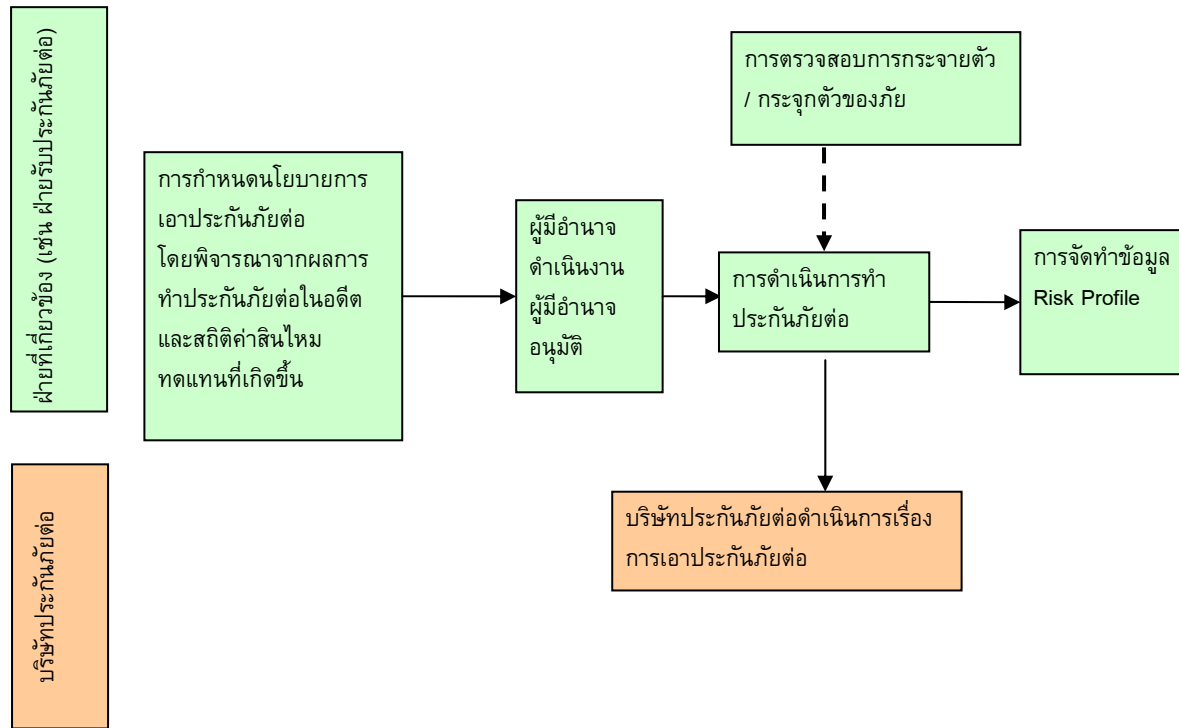 ฝ่ายที่เกี่ยวข้อง (เช่น ฝ่ายรับประกันภัยต่อ)
การกำหนดนโยบายการ
เอาประกันภัยต่อ
โดยพิจารณาจากผลการ
ทำประกันภัยต่อในอดีต
และสถิติค่าสินไหม
ทดแทนที่เกิดขึ้น
ผู้มีอำนาจ
ดำเนินงาน
ผู้มีอำนาจ
อนุมัติ
การตรวจสอบการกระจายตัว
/ กระจุกตัวของภัย
การดำเนินการทำ
ประกันภัยต่อ
การจัดทำข้อมูล
Risk Profile
บริษัทประกันภัยต่อ
บริษัทประกันภัยต่อดำเนินการเรื่อง
การเอาประกันภัยต่อ